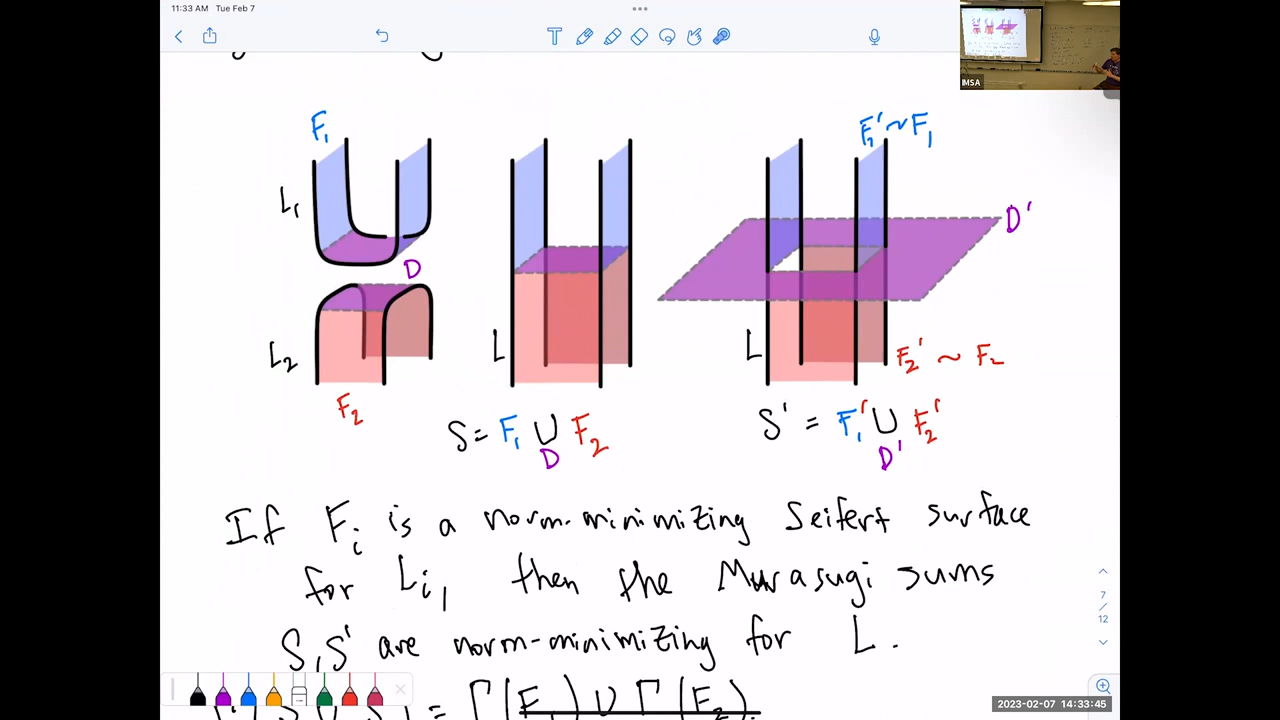 11:33 AM Tue Feb 7
IMSA
F₁
F₁'~F₁
L₁
D'
D
L₂
L
L
F₂'~F₂
F₂
S = F₁ ∪ F₂
D
S' = F₁' ∪ F₂'
D'
If Fᵢ is a norm-minimizing Seifert surface
for Lᵢ, then the Murasugi sums
S, S' are norm-minimizing for L.
= Γ(F₁) ∪ Γ(F₂).
7
/
12
2023-02-07 14:33:45